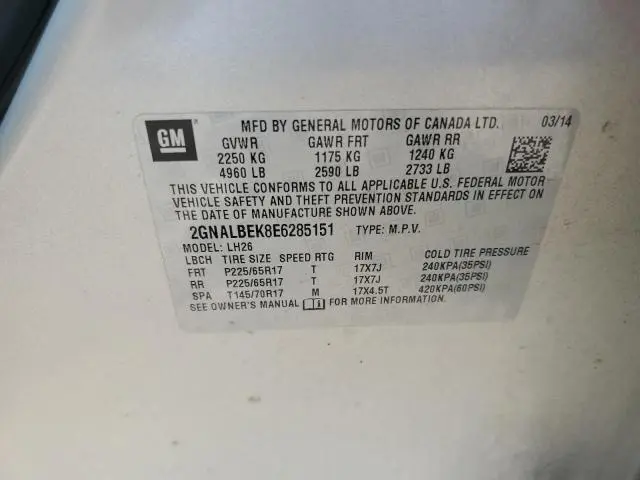 GM
MFD BY GENERAL MOTORS OF CANADA LTD. 03/14
GVWR GAWR FRT GAWR RR
2250 KG 1175 KG 1240 KG
4960 LB 2590 LB 2733 LB
THIS VEHICLE CONFORMS TO ALL APPLICABLE U.S. FEDERAL MOTOR
VEHICLE SAFETY AND THEFT PREVENTION STANDARDS IN EFFECT ON
THE DATE OF MANUFACTURE SHOWN ABOVE.
2GNALBEK8E6285151 TYPE: M.P.V.
MODEL: LH26
LBCH TIRE SIZE SPEED RTG RIM COLD TIRE PRESSURE
FRT P225/65R17 T 17X7J 240KPA(35PSI)
RR P225/65R17 T 17X7J 240KPA(35PSI)
SPA T145/70R17 M 17X4.5T 420KPA(60PSI)
SEE OWNER'S MANUAL FOR MORE INFORMATION.